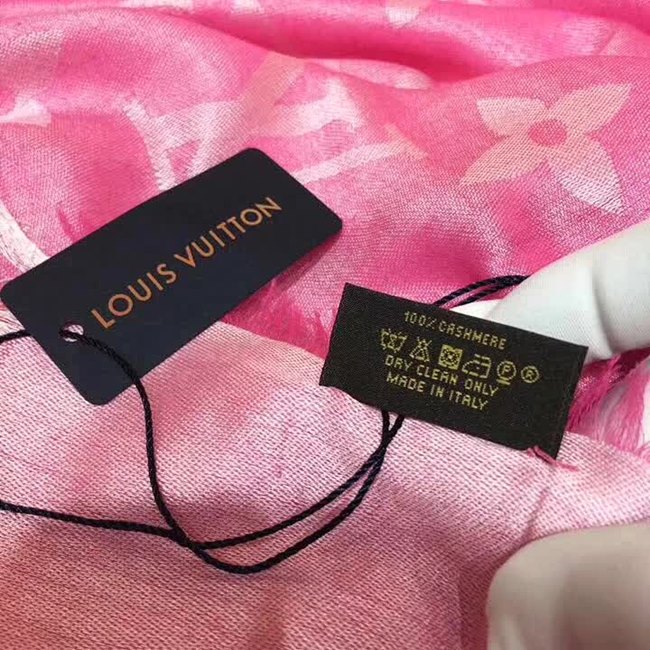 LOUIS VUITTON
100% CASHMERE
P R
DRY CLEAN ONLY
MADE IN ITALY